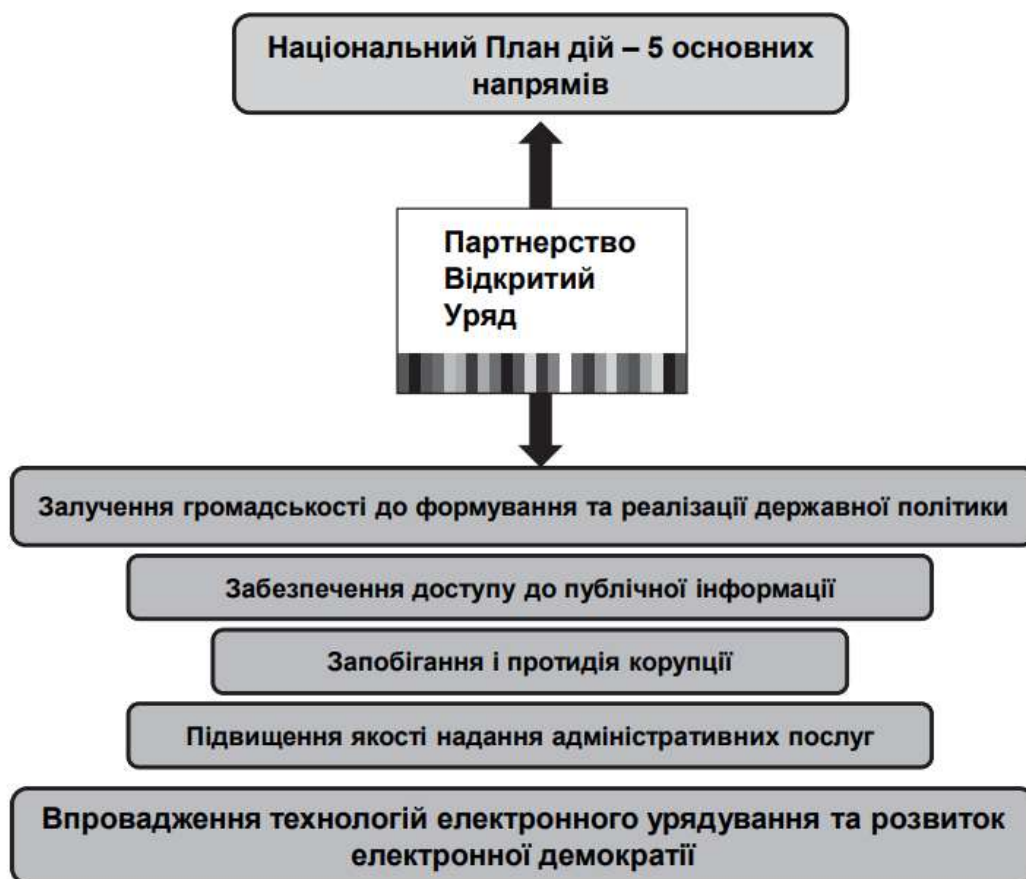 Національний План дій – 5 основних
напрямів
Партнерство
Відкритий
Уряд
Залучення громадськості до формування та реалізації державної політики
Забезпечення доступу до публічної інформації
Запобігання і протидія корупції
Підвищення якості надання адміністративних послуг
Впровадження технологій електронного урядування та розвиток
електронної демократії